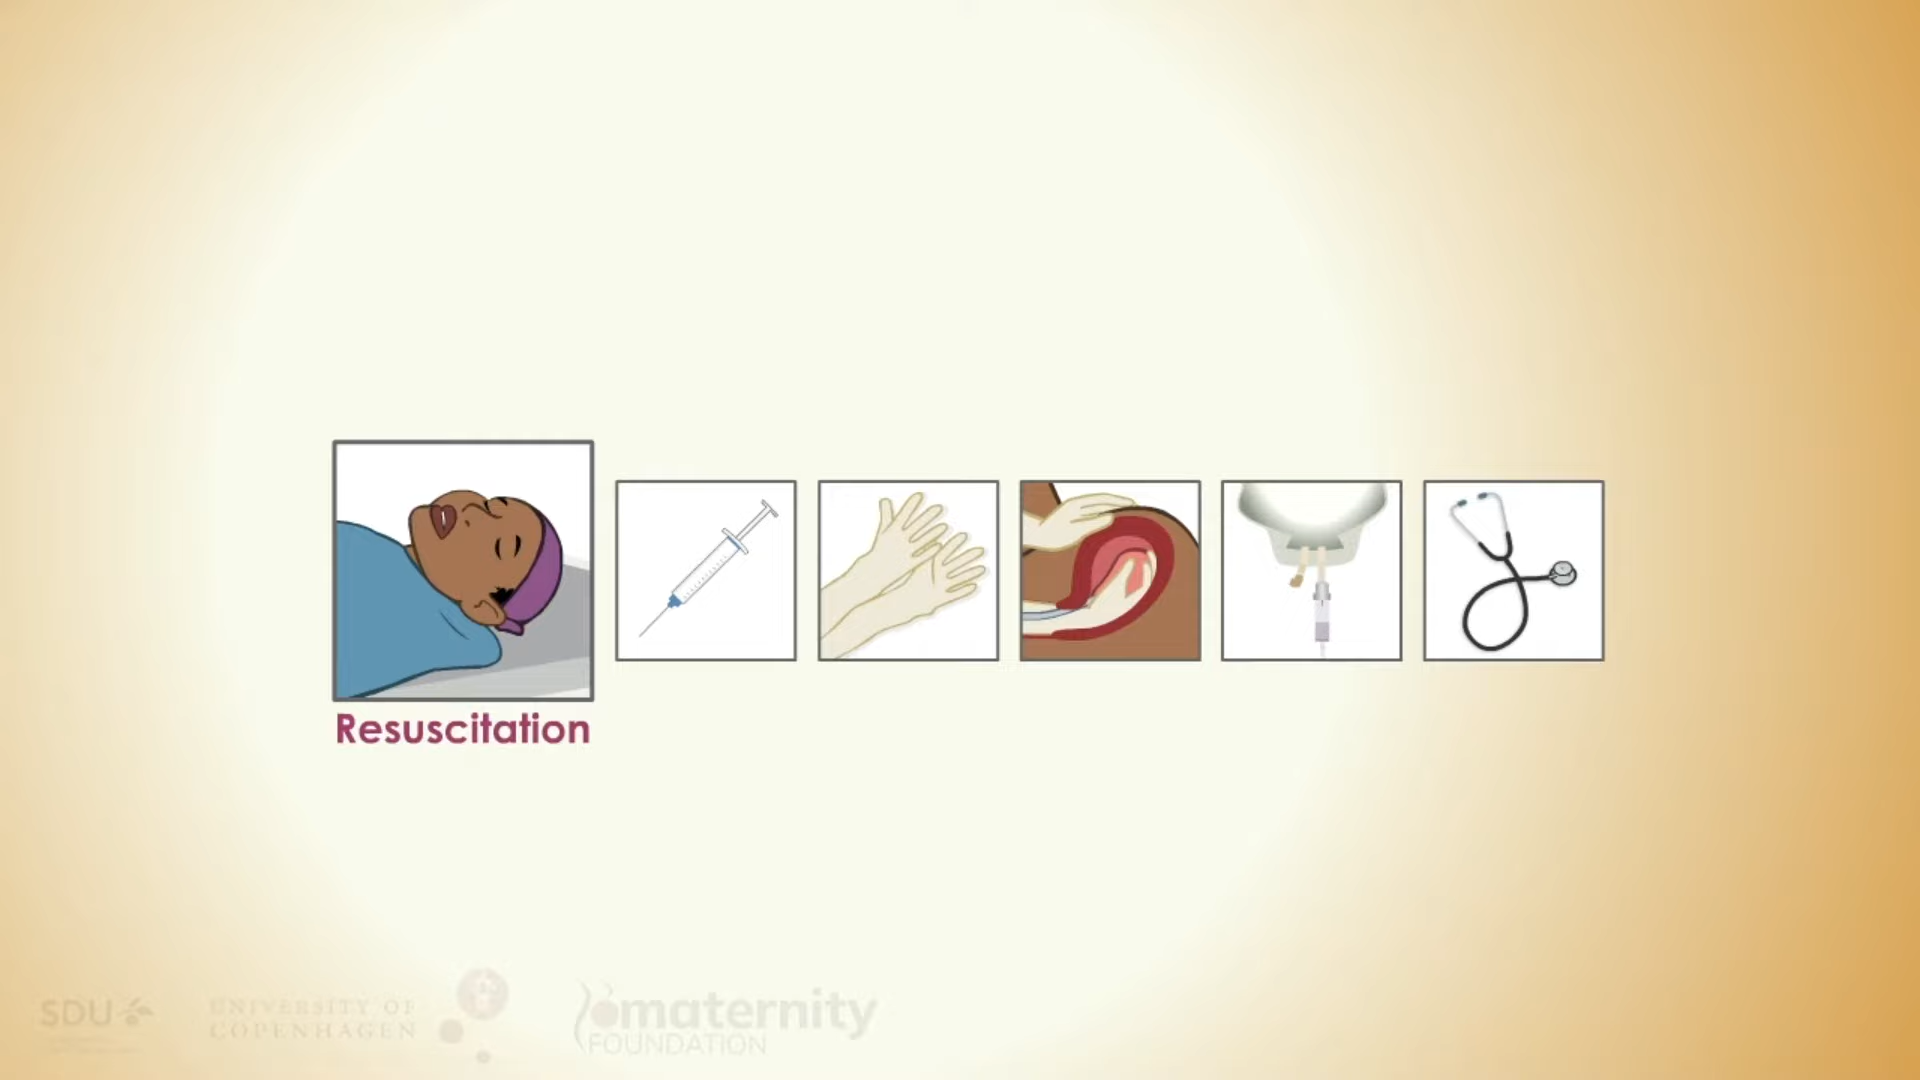 Resuscitation
SDU
UNIVERSITY OF
COPENHAGEN
maternity
FOUNDATION